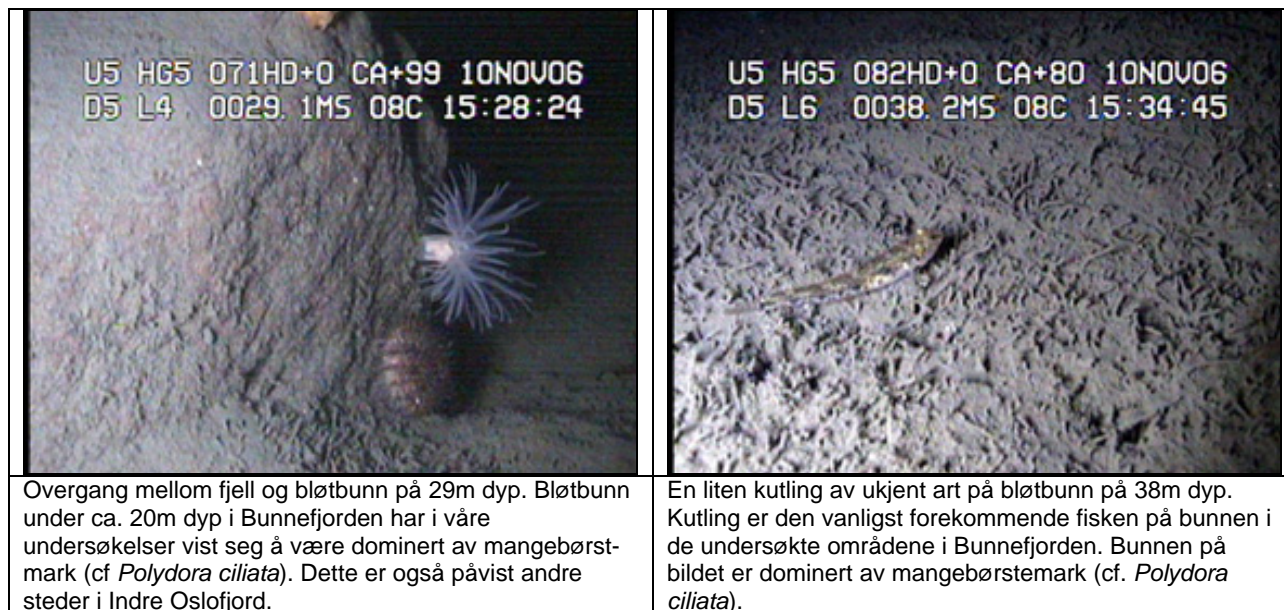 U5 HG5 071HD+0 CA+99 10NOV06
D5 L4 0029.1MS 08C 15:28:24
U5 HG5 082HD+0 CA+80 10NOV06
D5 L6 0038.2MS 08C 15:34:45
Overgang mellom fjell og bløtbunn på 29m dyp. Bløtbunn
under ca. 20m dyp i Bunnefjorden har i våre
undersøkelser vist seg å være dominert av mangebørst-
mark (cf Polydora ciliata). Dette er også påvist andre
steder i Indre Oslofjord.
En liten kutling av ukjent art på bløtbunn på 38m dyp.
Kutling er den vanligst forekommende fisken på bunnen i
de undersøkte områdene i Bunnefjorden. Bunnen på
bildet er dominert av mangebørstemark (cf. Polydora
ciliata).